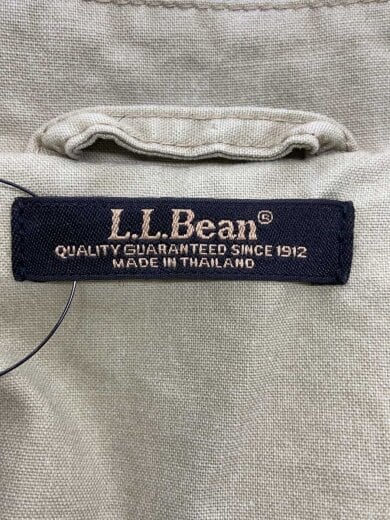 L.L.Bean®
QUALITY GUARANTEED SINCE 1912
MADE IN THAILAND